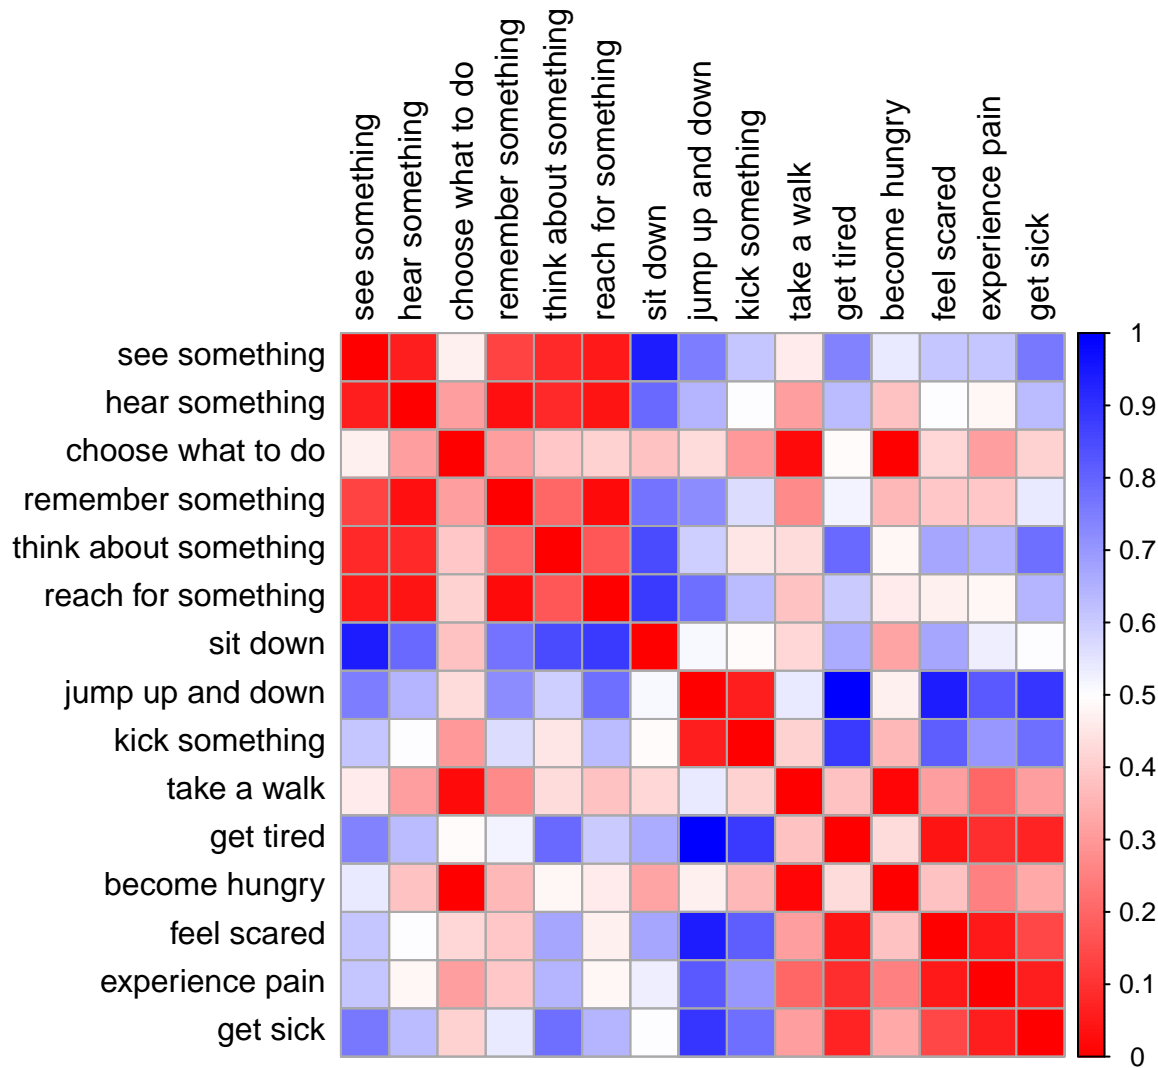 see something
hear something
choose what to do
remember something
think about something
reach for something
sit down
jump up and down
kick something
take a walk
get tired
become hungry
feel scared
experience pain
get sick
see something
hear something
choose what to do
remember something
think about something
reach for something
sit down
jump up and down
kick something
take a walk
get tired
become hungry
feel scared
experience pain
get sick
1
0.9
0.8
0.7
0.6
0.5
0.4
0.3
0.2
0.1
0